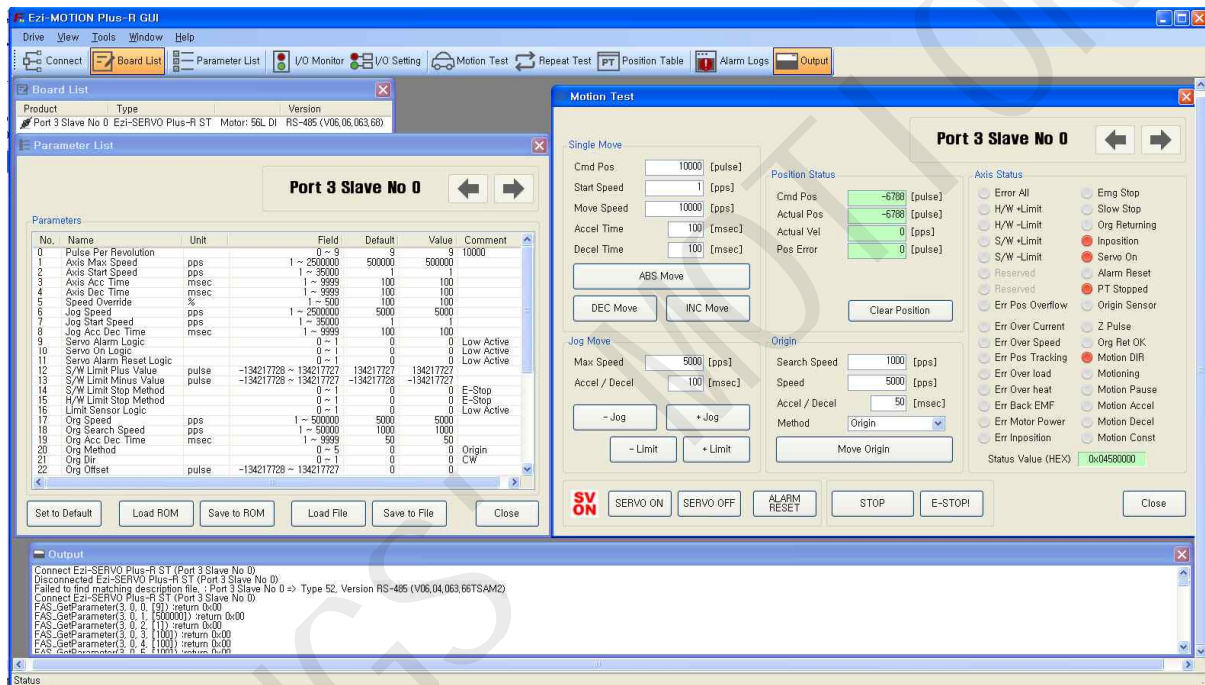 Ezi-MOTION Plus-R GUI
Drive View Tools Window Help
Connect Board List Parameter List I/O Monitor I/O Setting Motion Test Repeat Test PT Position Table Alarm Logs Output
Board List
Product Type Version
Port 3 Slave No 0 Ezi-SERVO Plus-R ST Motor: 56L DI RS-485 (V06,06,063,68)
Parameter List
Port 3 Slave No 0
Parameters
No. Name Unit Field Default Value Comment
0 Pulse Per Revolution 0 ~ 9 9 9 10000
1 Axis Max Speed pps 1 ~ 2500000 500000 500000
2 Axis Start Speed pps 1 ~ 35000 1 1
3 Axis Acc Time msec 1 ~ 9999 100 100
4 Axis Dec Time msec 1 ~ 9999 100 100
5 Speed Override % 1 ~ 500 100 100
6 Jog Speed pps 1 ~ 2500000 5000 5000
7 Jog Start Speed pps 1 ~ 35000 1 1
8 Jog Acc Dec Time msec 1 ~ 9999 100 100
9 Servo Alarm Logic 0 ~ 1 0 0 Low Active
10 Servo On Logic 0 ~ 1 0 0 Low Active
11 Servo Alarm Reset Logic 0 ~ 1 0 0 Low Active
12 S/W Limit Plus Value pulse -134217728 ~ 134217727 134217727 134217727
13 S/W Limit Minus Value pulse -134217728 ~ 134217727 -134217728 -134217728
14 S/W Limit Stop Method 0 ~ 1 0 0 E-Stop
15 H/W Limit Stop Method 0 ~ 1 0 0 E-Stop
16 Limit Sensor Logic 0 ~ 1 0 0 Low Active
17 Org Speed pps 1 ~ 500000 5000 5000
18 Org Search Speed pps 1 ~ 50000 1000 1000
19 Org Acc Dec Time msec 1 ~ 9999 50 50
20 Org Method 0 ~ 5 0 0 Origin
21 Org Dir 0 ~ 1 0 0 CW
22 Org Offset pulse -134217728 ~ 134217727 0 0
Set to Default Load ROM Save to ROM Load File Save to File Close
Motion Test
Port 3 Slave No 0
Single Move
Cmd Pos 10000 [pulse]
Start Speed 1 [pps]
Move Speed 10000 [pps]
Accel Time 100 [msec]
Decel Time 100 [msec]
ABS Move
DEC Move INC Move
Position Status
Cmd Pos -6788 [pulse]
Actual Pos -6788 [pulse]
Actual Vel 0 [pps]
Pos Error 0 [pulse]
Clear Position
Jog Move
Max Speed 5000 [pps]
Accel / Decel 100 [msec]
- Jog + Jog
- Limit + Limit
Origin
Search Speed 1000 [pps]
Speed 5000 [pps]
Accel / Decel 50 [msec]
Method Origin
Move Origin
Axis Status
Error All Emg Stop
H/W +Limit Slow Stop
H/W -Limit Org Returning
S/W +Limit Inposition
S/W -Limit Servo On
Reserved Alarm Reset
Reserved PT Stopped
Err Pos Overflow Origin Sensor
Err Over Current Z Pulse
Err Over Speed Org Ret OK
Err Pos Tracking Motion DIR
Err Over load Motioning
Err Over heat Motion Pause
Err Back EMF Motion Accel
Err Motor Power Motion Decel
Err Inposition Motion Const
Status Value (HEX) 0x04580000
SV ON SERVO ON SERVO OFF ALARM RESET STOP E-STOP! Close
Output
Connect Ezi-SERVO Plus-R ST (Port 3 Slave No 0)
Disconnected Ezi-SERVO Plus-R ST (Port 3 Slave No 0)
Failed to find matching description file, : Port 3 Slave No 0 => Type 52, Version RS-485 (V06,04,063,66TSAM2)
Connect Ezi-SERVO Plus-R ST (Port 3 Slave No 0)
FAS_GetParameter(3, 0, 0, [9]) :return 0x00
FAS_GetParameter(3, 0, 1, [500000]) :return 0x00
FAS_GetParameter(3, 0, 2, [1]) :return 0x00
FAS_GetParameter(3, 0, 3, [100]) :return 0x00
FAS_GetParameter(3, 0, 4, [100]) :return 0x00
FAS_GetParameter(3, 0, 5, [100]) :return 0x00
Status